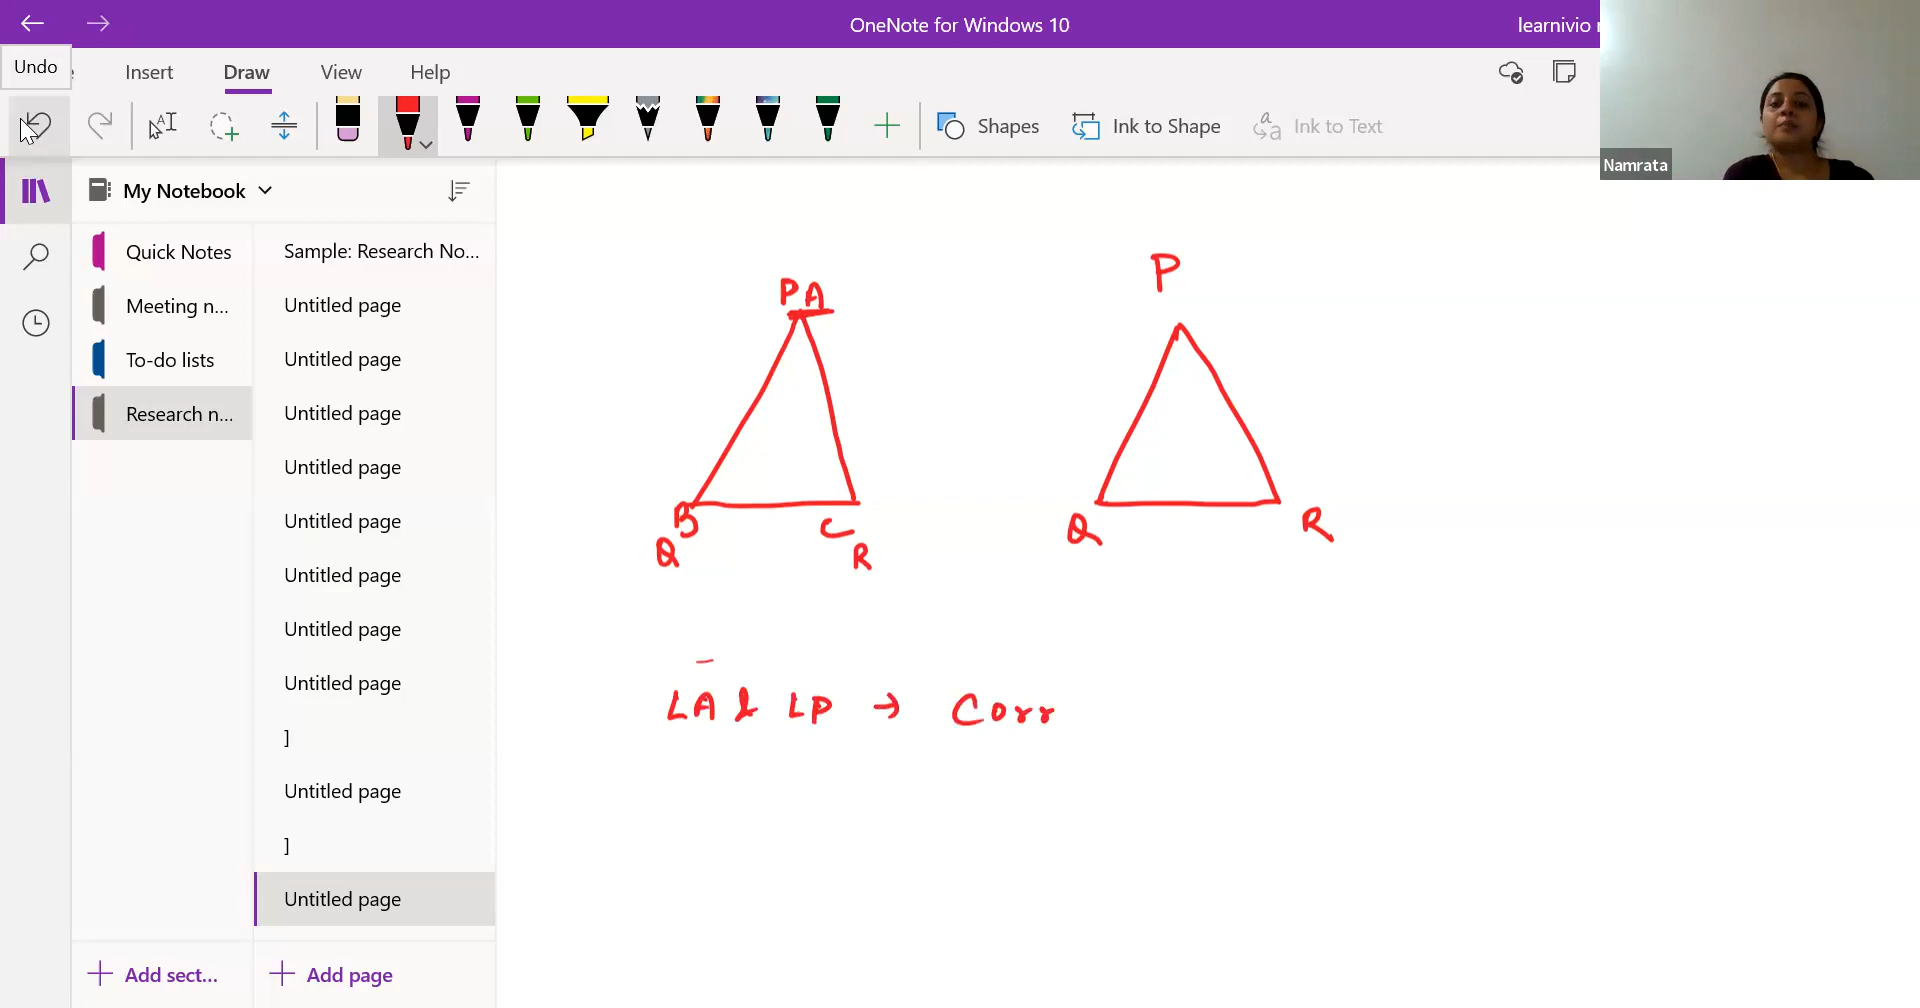 OneNote for Windows 10
learnivio
Undo
Insert Draw View Help
Shapes Ink to Shape Ink to Text
Namrata
My Notebook
Quick Notes
Meeting n...
To-do lists
Research n...
Sample: Research No...
Untitled page
Untitled page
Untitled page
Untitled page
Untitled page
Untitled page
Untitled page
Untitled page
]
Untitled page
]
Untitled page
+ Add sect...
+ Add page
P A
B
Q
C
R
P
Q
R
∠A & ∠P → Corr